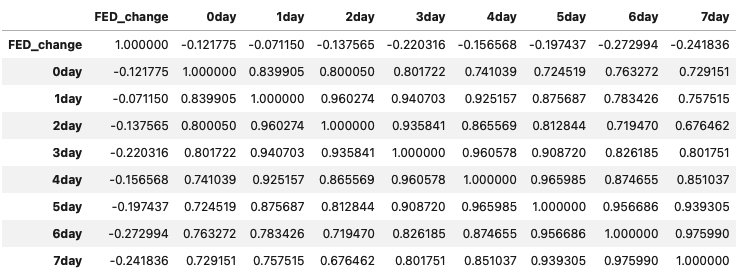 FED_change 0day 1day 2day 3day 4day 5day 6day 7day
FED_change 1.000000 -0.121775 -0.071150 -0.137565 -0.220316 -0.156568 -0.197437 -0.272994 -0.241836
0day -0.121775 1.000000 0.839905 0.800050 0.801722 0.741039 0.724519 0.763272 0.729151
1day -0.071150 0.839905 1.000000 0.960274 0.940703 0.925157 0.875687 0.783426 0.757515
2day -0.137565 0.800050 0.960274 1.000000 0.935841 0.865569 0.812844 0.719470 0.676462
3day -0.220316 0.801722 0.940703 0.935841 1.000000 0.960578 0.908720 0.826185 0.801751
4day -0.156568 0.741039 0.925157 0.865569 0.960578 1.000000 0.965985 0.874655 0.851037
5day -0.197437 0.724519 0.875687 0.812844 0.908720 0.965985 1.000000 0.956686 0.939305
6day -0.272994 0.763272 0.783426 0.719470 0.826185 0.874655 0.956686 1.000000 0.975990
7day -0.241836 0.729151 0.757515 0.676462 0.801751 0.851037 0.939305 0.975990 1.000000